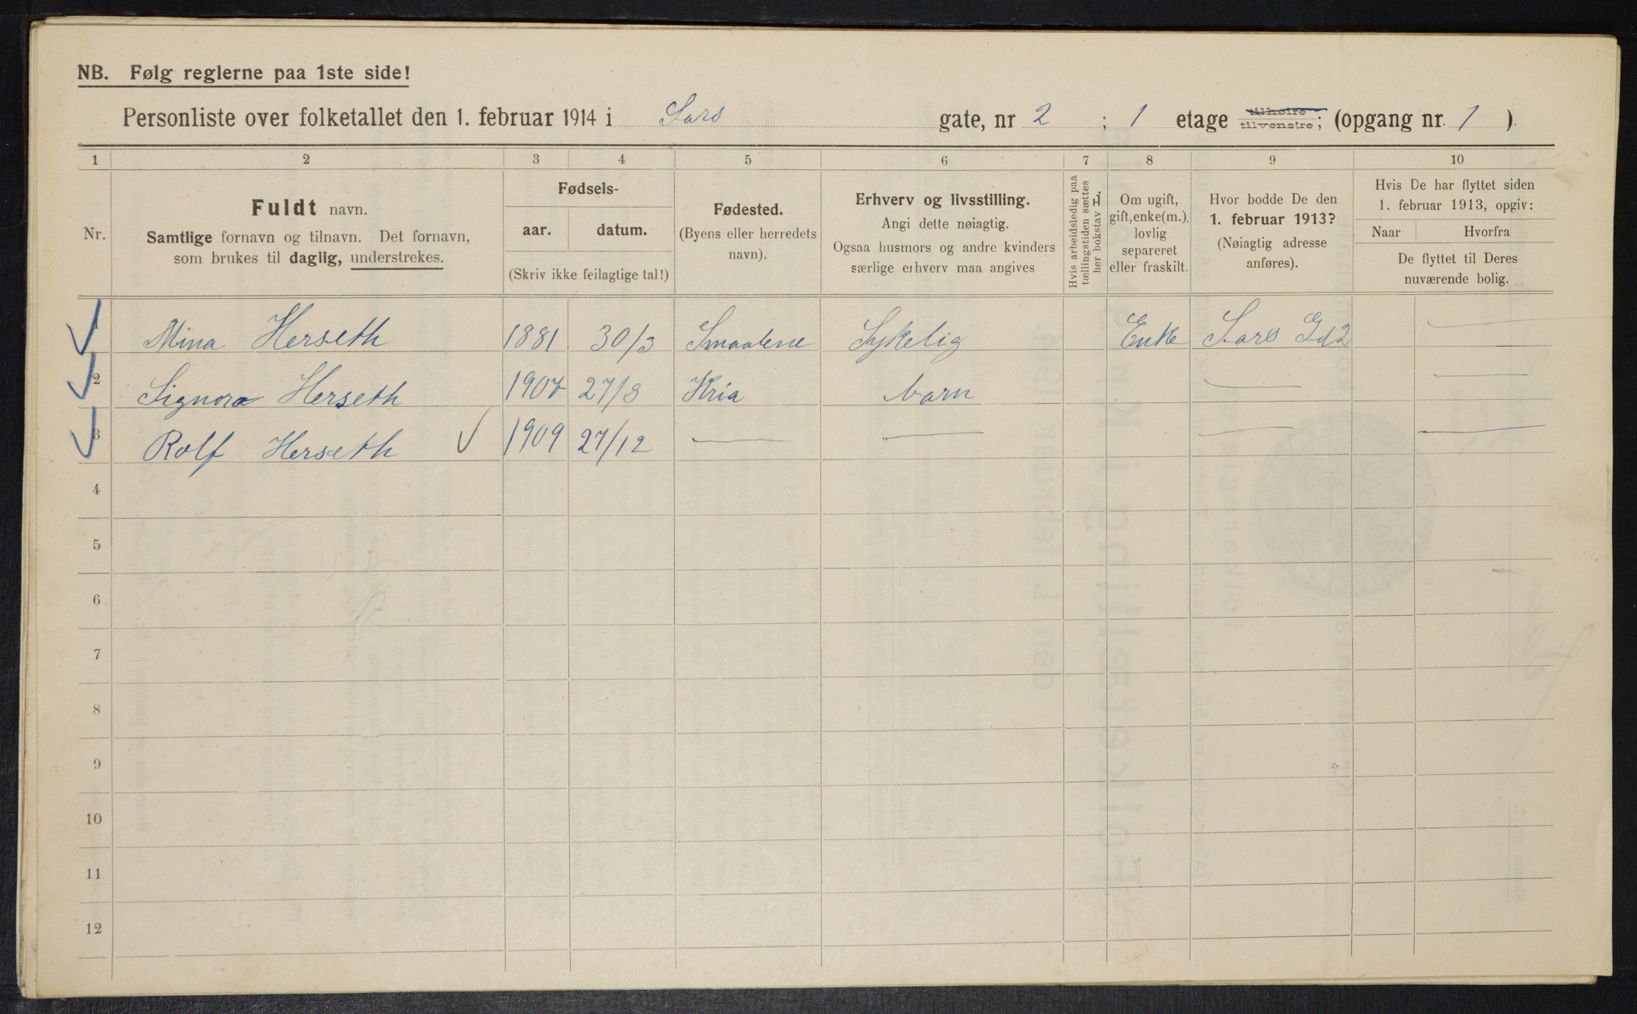 NB. Følg reglerne paa 1ste side!
Personliste over folketallet den 1. februar 1914 i Sars gate, nr 2 ; 1 etage tilhøire tilvenstre; (opgang nr. 1 ).
1 2 3 4 5 6 7 8 9 10
Nr.
Fuldt navn.
Samtlige fornavn og tilnavn. Det fornavn,
som brukes til daglig, understrekes.
Fødsels-
aar. datum.
(Skriv ikke feilagtige tal!)
Fødested.
(Byens eller herredets
navn).
Erhverv og livsstilling.
Angi dette nøiagtig.
Ogsaa husmors og andre kvinders
særlige erhverv maa angives
Hvis arbeidsledig paa
tællingstiden sættes
her bokstav L.
Om ugift,
gift, enke(m.),
lovlig
separeret
eller fraskilt.
Hvor bodde De den
1. februar 1913?
(Nøiagtig adresse
anføres).
Hvis De har flyttet siden
1. februar 1913, opgiv:
Naar Hvorfra
De flyttet til Deres
nuværende bolig.
1 Mina Herseth 1881 30/3 Smaalene Sykelig Enke Sars Gd 2 —
2 Signora Herseth 1907 27/8 Kria barn — —
3 Rolf Herseth 1909 27/12 — — — —
4
5
6
7
8
9
10
11
12